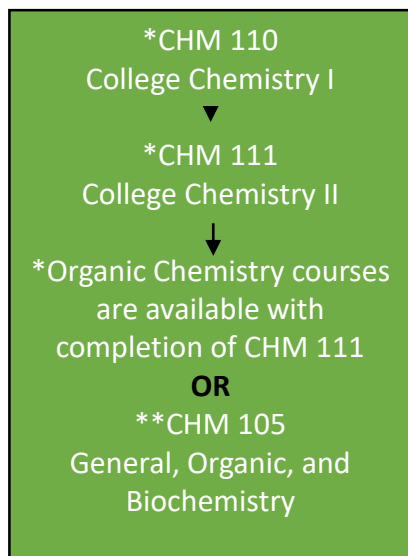 *CHM 110
College Chemistry I
*CHM 111
College Chemistry II
*Organic Chemistry courses
are available with
completion of CHM 111
OR
**CHM 105
General, Organic, and
Biochemistry